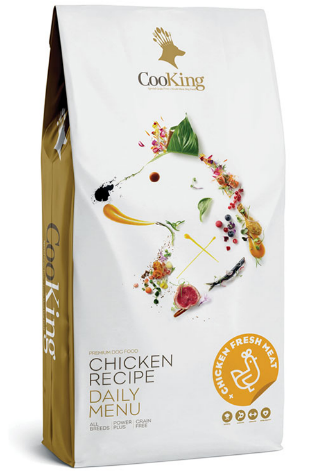 CooKing
CooKing
PREMIUM DOG FOOD
CHICKEN
RECIPE
DAILY
MENU
ALL BREEDS
POWER PLUS
GRAIN FREE
+ CHICKEN FRESH MEAT